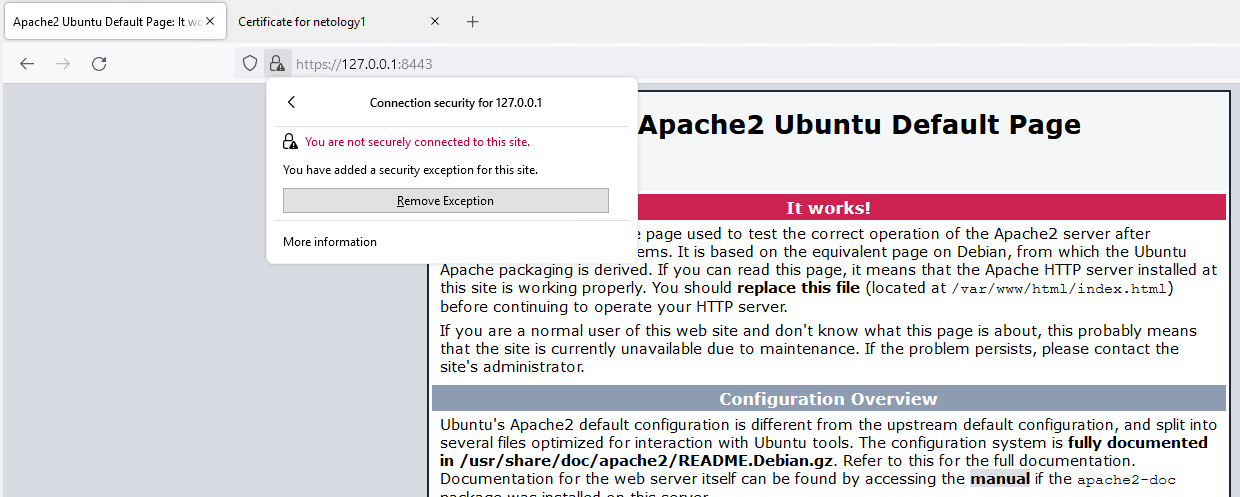 Apache2 Ubuntu Default Page: It wo
Certificate for netology1
https://127.0.0.1:8443
Connection security for 127.0.0.1
You are not securely connected to this site.
You have added a security exception for this site.
Remove Exception
More information
Apache2 Ubuntu Default Page
It works!
page used to test the correct operation of the Apache2 server after
ems. It is based on the equivalent page on Debian, from which the Ubuntu
Apache packaging is derived. If you can read this page, it means that the Apache HTTP server installed at
this site is working properly. You should replace this file (located at /var/www/html/index.html)
before continuing to operate your HTTP server.
If you are a normal user of this web site and don't know what this page is about, this probably means
that the site is currently unavailable due to maintenance. If the problem persists, please contact the
site's administrator.
Configuration Overview
Ubuntu's Apache2 default configuration is different from the upstream default configuration, and split into
several files optimized for interaction with Ubuntu tools. The configuration system is fully documented
in /usr/share/doc/apache2/README.Debian.gz. Refer to this for the full documentation.
Documentation for the web server itself can be found by accessing the manual if the apache2-doc
package was installed on this server.